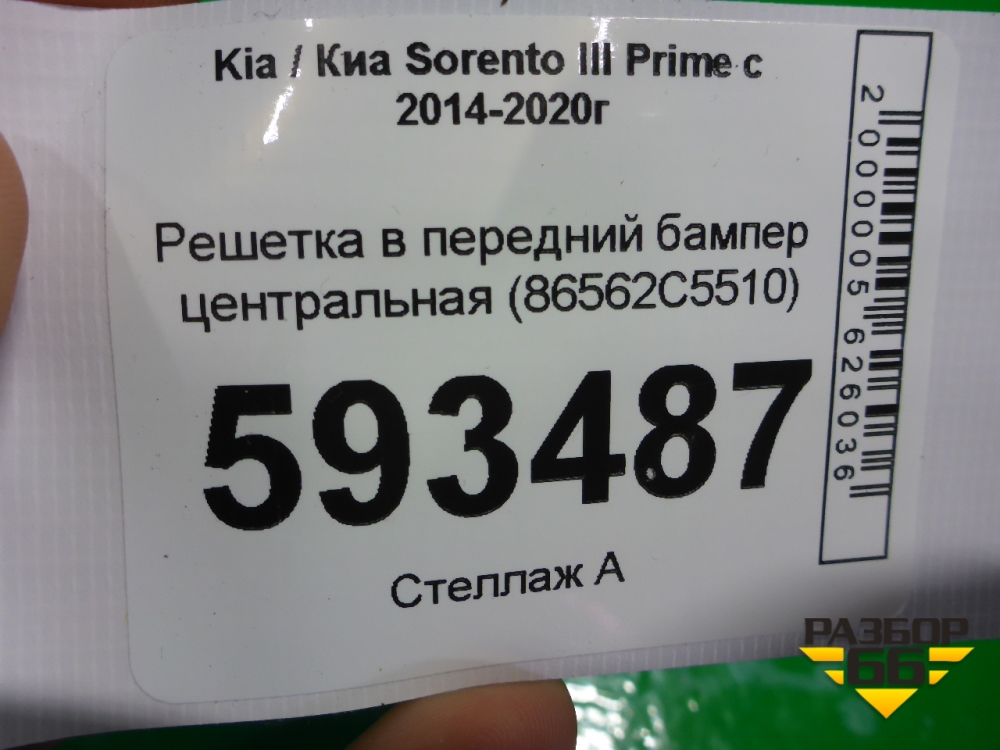 Kia / Киа Sorento III Prime с
2014-2020г
Решетка в передний бампер
центральная (86562C5510)
593487
Стеллаж А
2000005626036
РАЗБОР
66